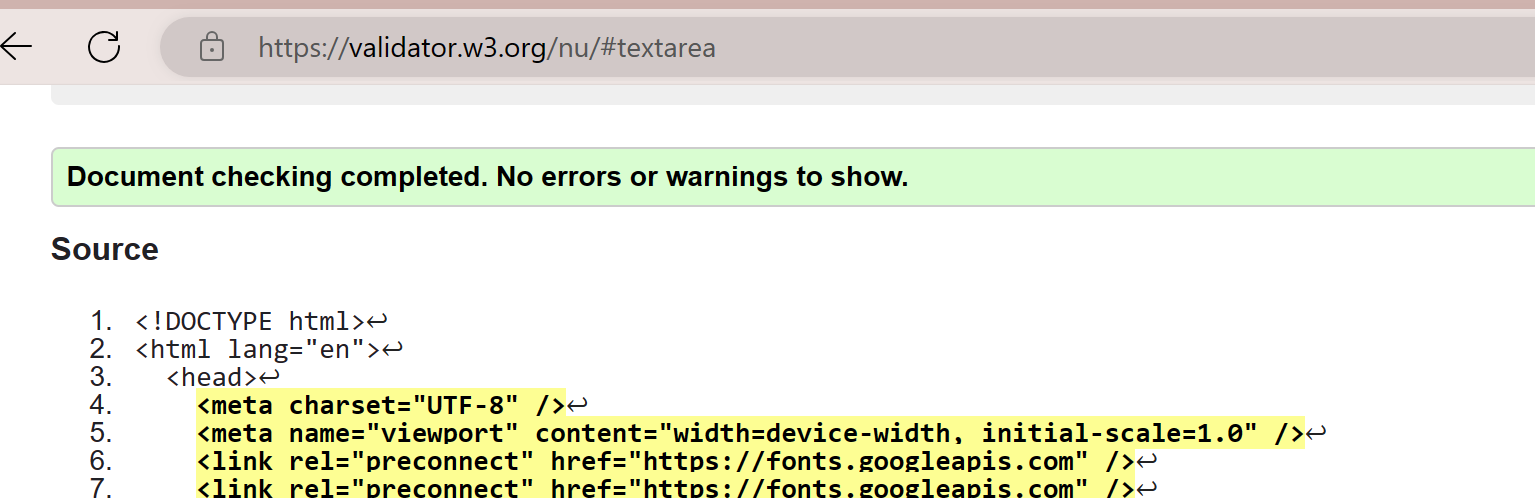 https://validator.w3.org/nu/#textarea
Document checking completed. No errors or warnings to show.
Source
1. <!DOCTYPE html>↩
2. <html lang="en">↩
3. <head>↩
4. <meta charset="UTF-8" />↩
5. <meta name="viewport" content="width=device-width, initial-scale=1.0" />↩
6. <link rel="preconnect" href="https://fonts.googleapis.com" />↩
7. <link rel="preconnect" href="https://fonts.googleapis.com" />↩